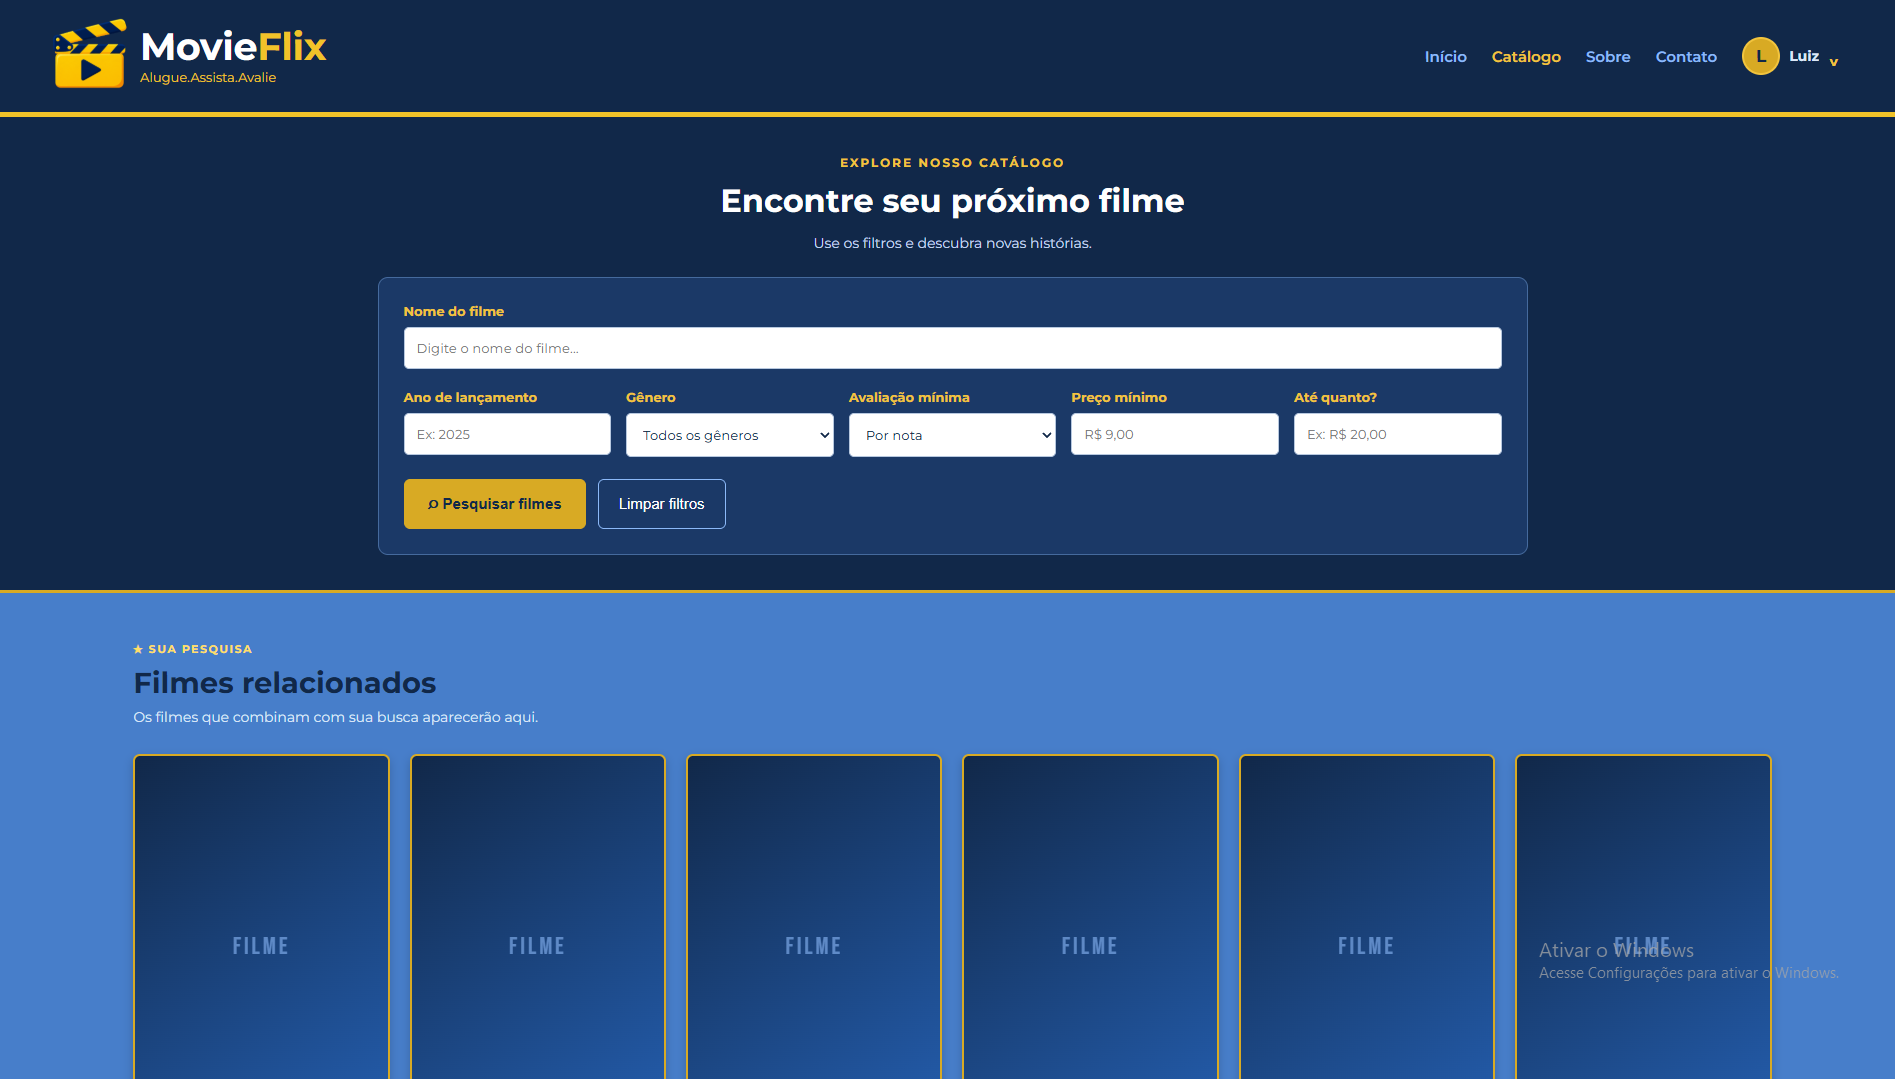 MovieFlix
Alugue.Assista.Avalie
Início Catálogo Sobre Contato L Luiz v
EXPLORE NOSSO CATÁLOGO
Encontre seu próximo filme
Use os filtros e descubra novas histórias.
Nome do filme
Digite o nome do filme...
Ano de lançamento Gênero Avaliação mínima Preço mínimo Até quanto?
Ex: 2025 Todos os gêneros Por nota R$ 9,00 Ex: R$ 20,00
Pesquisar filmes Limpar filtros
★ SUA PESQUISA
Filmes relacionados
Os filmes que combinam com sua busca aparecerão aqui.
FILME FILME FILME FILME FILME FILME
Ativar o Windows
Acesse Configurações para ativar o Windows.